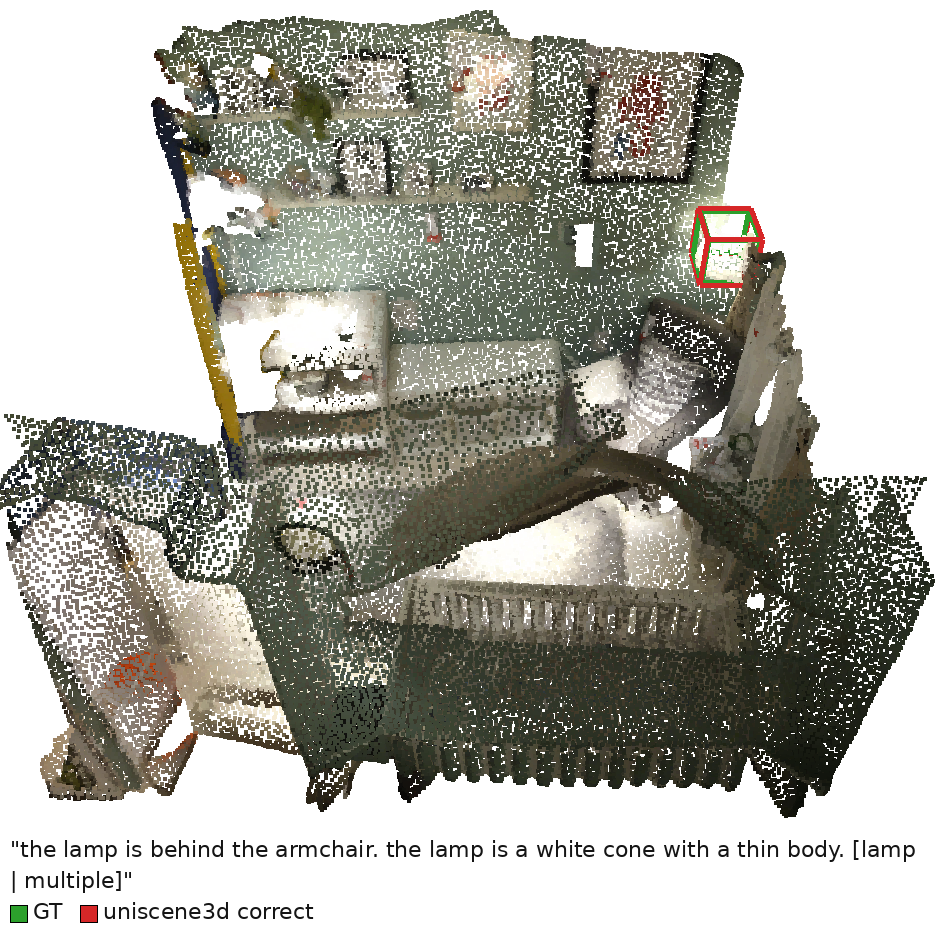 "the lamp is behind the armchair. the lamp is a white cone with a thin body. [lamp
| multiple]"
GT uniscene3d correct